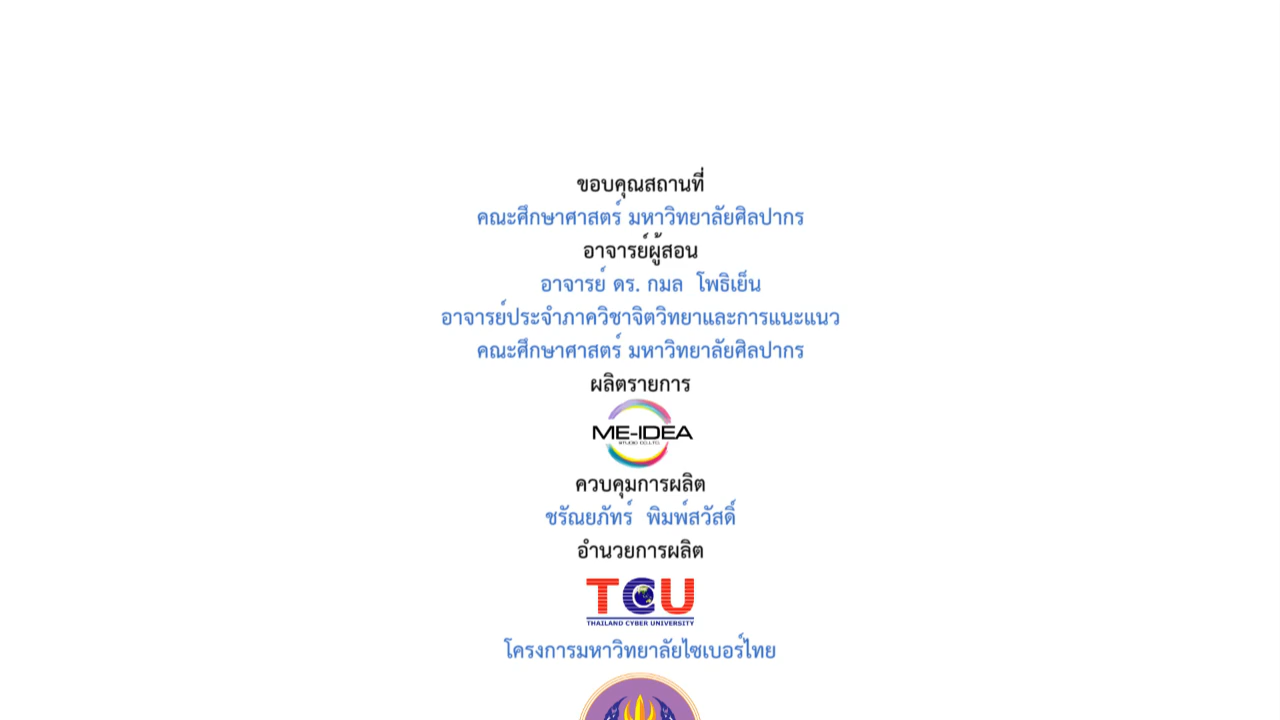 ขอบคุณสถานที่
คณะศึกษาศาสตร์ มหาวิทยาลัยศิลปากร
อาจารย์ผู้สอน
อาจารย์ ดร. กมล โพธิเย็น
อาจารย์ประจำภาควิชาจิตวิทยาและการแนะแนว
คณะศึกษาศาสตร์ มหาวิทยาลัยศิลปากร
ผลิตรายการ
ME-IDEA
STUDIO CO.,LTD.
ควบคุมการผลิต
ชรัณยภัทร์ พิมพ์สวัสดิ์
อำนวยการผลิต
TCU
THAILAND CYBER UNIVERSITY
โครงการมหาวิทยาลัยไซเบอร์ไทย